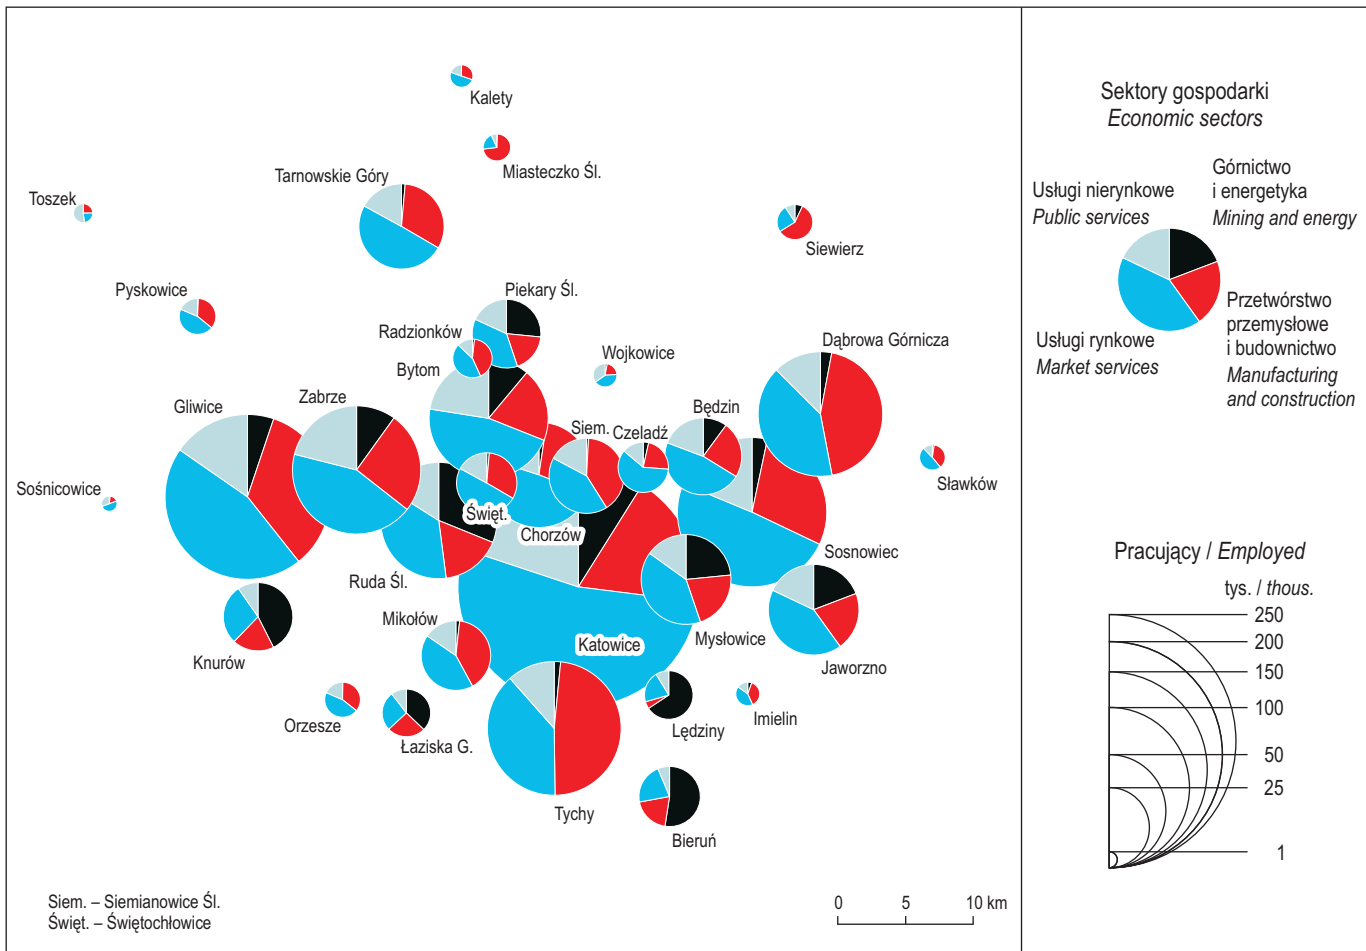 Kalety
Miasteczko Śl.
Tarnowskie Góry
Toszek
Siewierz
Pyskowice
Piekary Śl.
Radzionków
Bytom
Wojkowice
Dąbrowa Górnicza
Gliwice
Zabrze
Siem.
Czeladź
Będzin
Sławków
Sośnicowice
Święt.
Chorzów
Sosnowiec
Ruda Śl.
Mikołów
Katowice
Mysłowice
Jaworzno
Knurów
Orzesze
Łaziska G.
Lędziny
Imielin
Tychy
Bieruń
Siem. – Siemianowice Śl.
Święt. – Świętochłowice
0 5 10 km
Sektory gospodarki
Economic sectors
Usługi nierynkowe
Public services
Górnictwo
i energetyka
Mining and energy
Usługi rynkowe
Market services
Przetwórstwo
przemysłowe
i budownictwo
Manufacturing
and construction
Pracujący / Employed
tys. / thous.
250
200
150
100
50
25
1